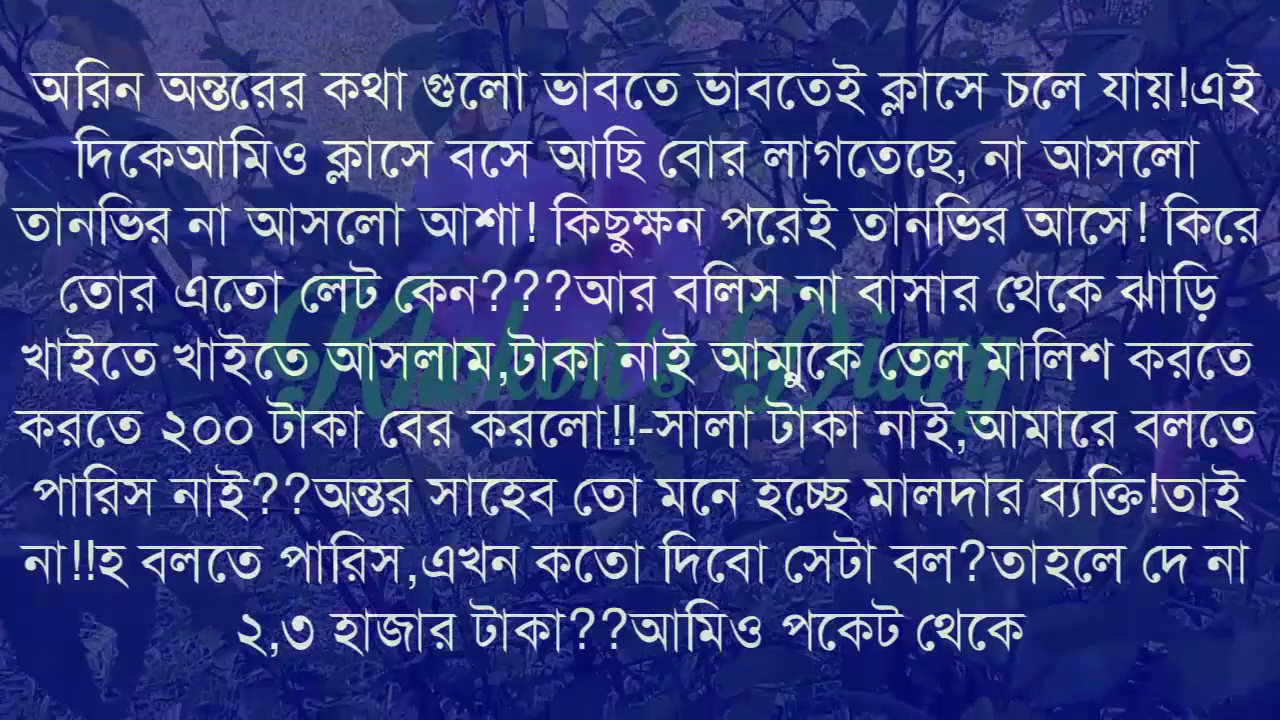 অরিন অন্তরের কথা গুলো ভাবতে ভাবতেই ক্লাসে চলে যায়!এই
দিকেআমিও ক্লাসে বসে আছি বোর লাগতেছে, না আসলো
তানভির না আসলো আশা! কিছুক্ষন পরেই তানভির আসে! কিরে
তোর এতো লেট কেন???আর বলিস না বাসার থেকে ঝাড়ি
খাইতে খাইতে আসলাম,টাকা নাই আম্মুকে তেল মালিশ করতে
করতে ২০০ টাকা বের করলো!!-সালা টাকা নাই,আমারে বলতে
পারিস নাই??অন্তর সাহেব তো মনে হচ্ছে মালদার ব্যক্তি!তাই
না!!হ বলতে পারিস,এখন কতো দিবো সেটা বল?তাহলে দে না
২,৩ হাজার টাকা??আমিও পকেট থেকে
Khukon's Diary